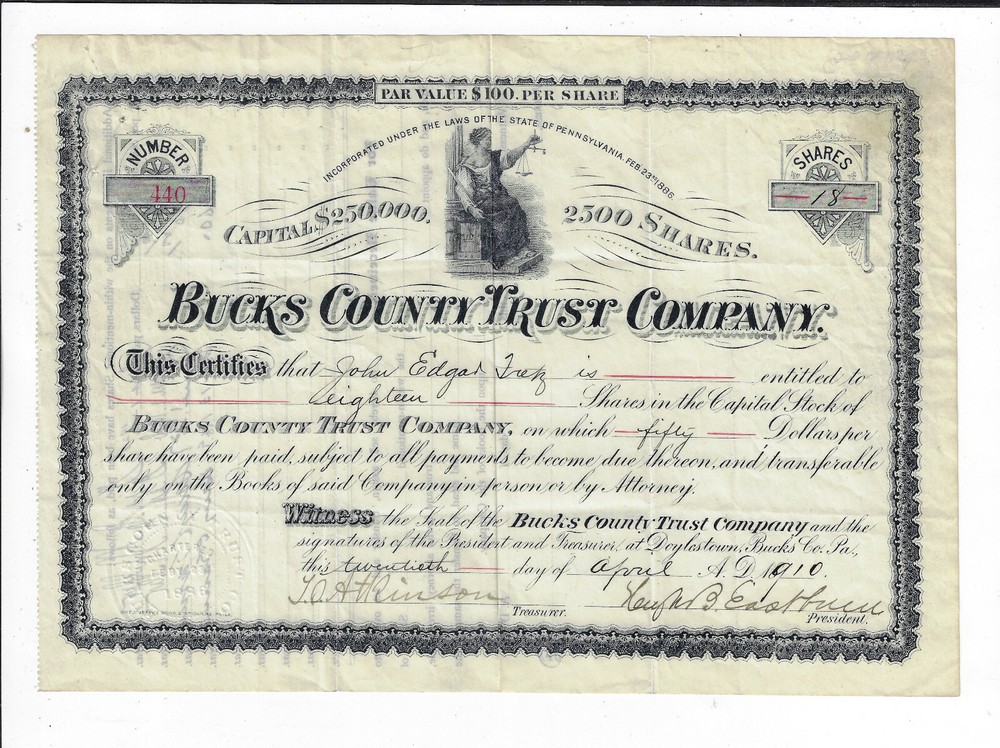 PAR VALUE $100. PER SHARE
INCORPORATED UNDER THE LAWS OF THE STATE OF PENNSYLVANIA, FEB. 23RD 1886.
NUMBER
440
SHARES
18
CAPITAL $250,000.
2500 SHARES.
BUCKS COUNTY TRUST COMPANY.
This Certifies that John Edgar is entitled to
Eighteen Shares in the Capital Stock of
BUCKS COUNTY TRUST COMPANY, on which fifty Dollars per
share have been paid, subject to all payments to become due thereon, and transferable
only on the Books of said Company in person or by Attorney.
Witness the Seal of the Bucks County Trust Company and the
signatures of the President and Treasurer, at Doylestown, Bucks Co. Pa.,
this twentieth day of April A.D. 1910.
T.O. Atkinson
Treasurer.
Hugh B. Eastburn
President.